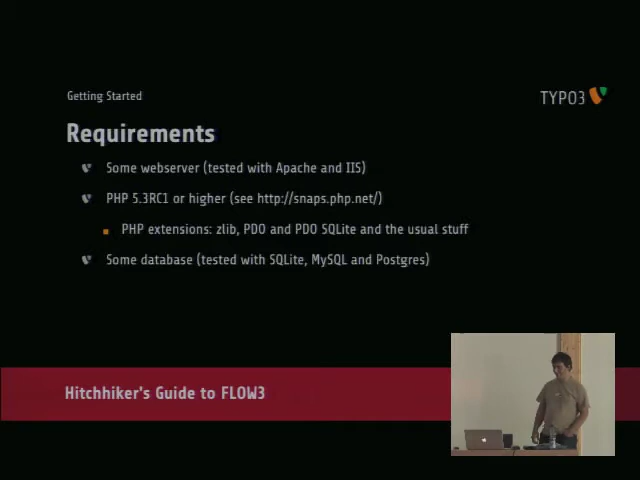 Getting Started
TYPO3
Requirements
Some webserver (tested with Apache and IIS)
PHP 5.3RC1 or higher (see http://snaps.php.net/)
PHP extensions: zlib, PDO and PDO SQLite and the usual stuff
Some database (tested with SQLite, MySQL and Postgres)
Hitchhiker's Guide to FLOW3